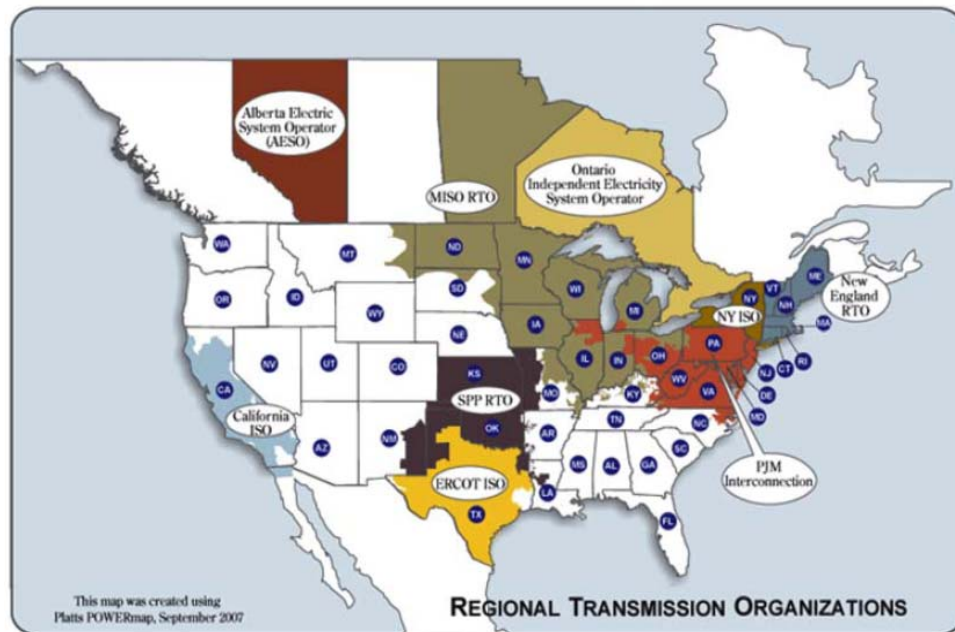 Alberta Electric
System Operator
(AESO)
Ontario
Independent Electricity
System Operator
MISO RTO
WA
MT
ND
MN
OR
ID
SD
WI
MI
NY
VT
ME
NH
New
England
RTO
NY ISO
MA
WY
IA
NE
PA
NV
UT
CO
KS
IL
IN
OH
NJ
CT
RI
WV
VA
DE
MD
CA
MO
KY
SPP RTO
California
ISO
AZ
NM
OK
AR
TN
NC
SC
MS
AL
GA
PJM
Interconnection
ERCOT ISO
TX
LA
FL
This map was created using
Platts POWERmap, September 2007
REGIONAL TRANSMISSION ORGANIZATIONS